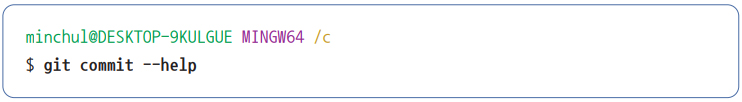 minchul@DESKTOP-9KULGUE MINGW64 /c
$ git commit --help